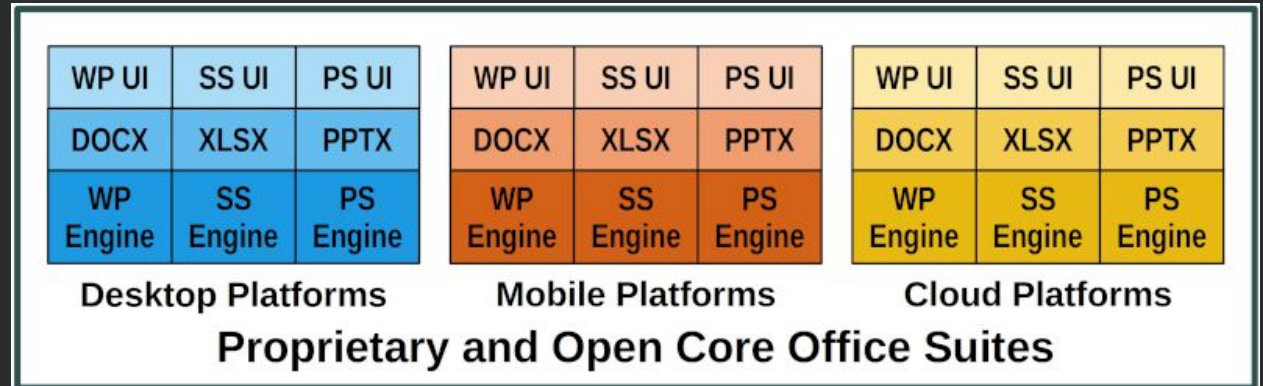 WP UI SS UI PS UI WP UI SS UI PS UI WP UI SS UI PS UI
DOCX XLSX PPTX DOCX XLSX PPTX DOCX XLSX PPTX
WP SS PS WP SS PS WP SS PS
Engine Engine Engine Engine Engine Engine Engine Engine Engine
Desktop Platforms Mobile Platforms Cloud Platforms
Proprietary and Open Core Office Suites